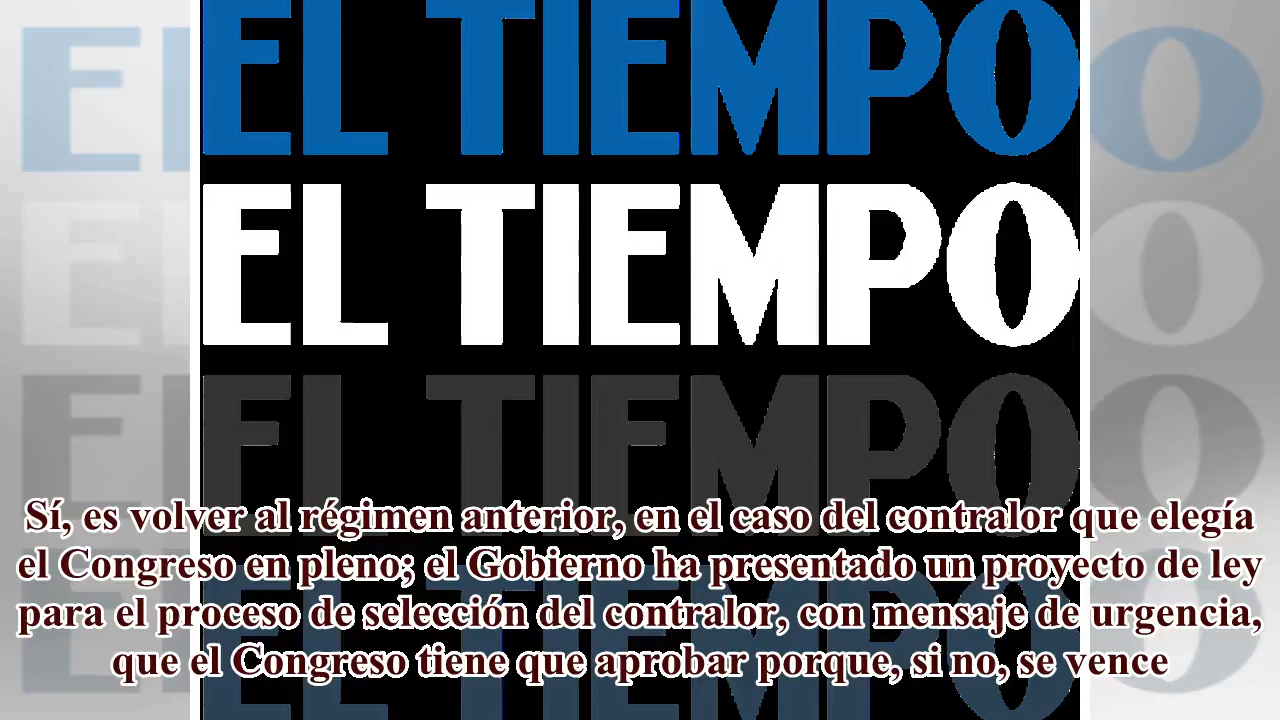 EL TIEMPO
EL TIEMPO
EL TIEMPO
Sí, es volver al régimen anterior, en el caso del contralor que elegía
el Congreso en pleno; el Gobierno ha presentado un proyecto de ley
para el proceso de selección del contralor, con mensaje de urgencia,
que el Congreso tiene que aprobar porque, si no, se vence
EL TIEMPO